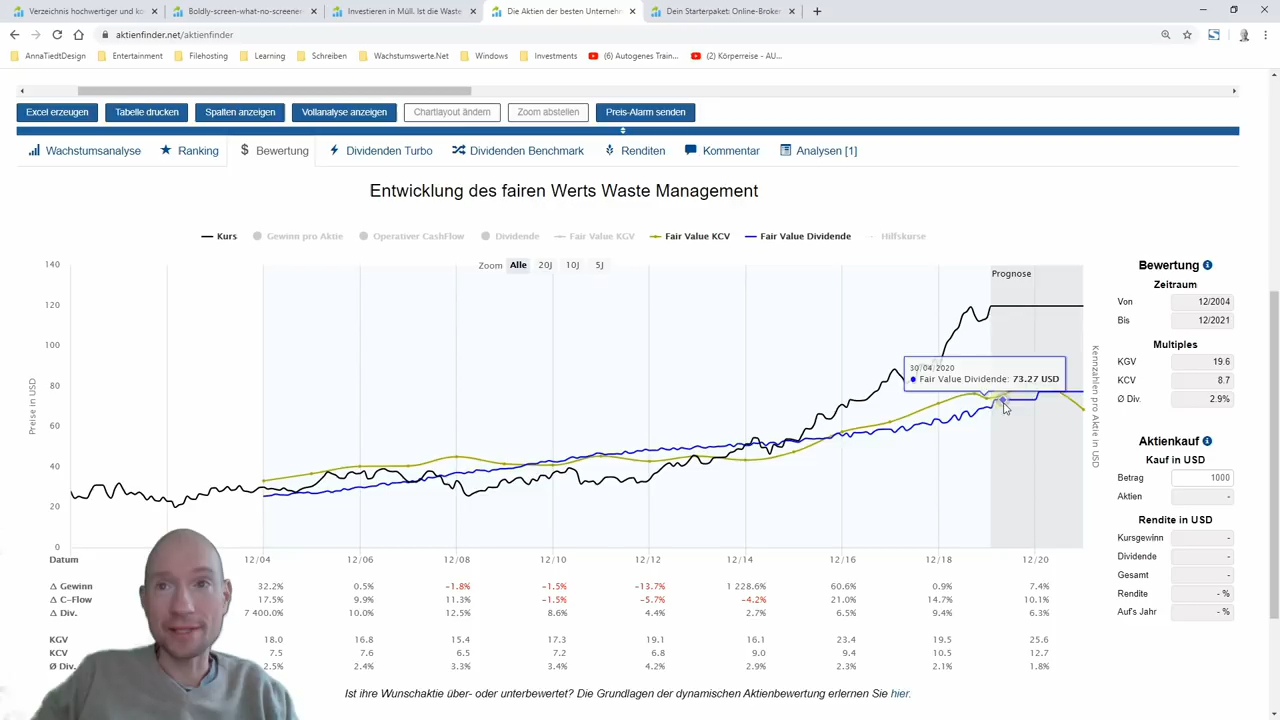 Verzeichnis hochwertiger und ko
Boldly-screen-what-no-screener
Investieren in Müll. Ist die Waste
Die Aktien der besten Unternehm
Dein Starterpaket: Online-Broker
aktienfinder.net/aktienfinder
AnnaTiedtDesign Entertainment Filehosting Learning Schreiben Wachstumswerte.Net Windows Investments (6) Autogenes Train... (2) Körperreise - AU...
Excel erzeugen Tabelle drucken Spalten anzeigen Vollanalyse anzeigen Chartlayout ändern Zoom abstellen Preis-Alarm senden
Wachstumsanalyse Ranking Bewertung Dividenden Turbo Dividenden Benchmark Renditen Kommentar Analysen [1]
Entwicklung des fairen Werts Waste Management
Kurs Gewinn pro Aktie Operativer CashFlow Dividende Fair Value KGV Fair Value KCV Fair Value Dividende Hilfskurse
Zoom Alle 20J 10J 5J
Prognose
140
120
100
80
60
40
20
0
Preise in USD
Kennzahlen pro Aktie in USD
30/04/2020
Fair Value Dividende: 73.27 USD
Datum 12/04 12/06 12/08 12/10 12/12 12/14 12/16 12/18 12/20
Δ Gewinn 32.2% 0.5% -1.8% -1.5% -13.7% 1 228.6% 60.6% 0.9% 7.4%
Δ C-Flow 17.5% 9.9% 11.3% -1.5% -5.7% -4.2% 21.0% 14.7% 10.1%
Δ Div. 7 400.0% 10.0% 12.5% 8.6% 4.4% 2.7% 6.5% 9.4% 6.3%
KGV 18.0 16.8 15.4 17.3 19.1 16.1 23.4 19.5 25.6
KCV 7.5 7.6 6.5 7.2 6.8 9.0 9.4 10.5 12.7
Ø Div. 2.5% 2.4% 3.3% 3.4% 4.2% 2.9% 2.3% 2.1% 1.8%
Ist ihre Wunschaktie über- oder unterbewertet? Die Grundlagen der dynamischen Aktienbewertung erlernen Sie hier.
Bewertung
Zeitraum
Von 12/2004
Bis 12/2021
Multiples
KGV 19.6
KCV 8.7
Ø Div. 2.9%
Aktienkauf
Kauf in USD
Betrag 1000
Aktien -
Rendite in USD
Kursgewinn -
Dividende -
Gesamt -
Rendite - %
Auf's Jahr - %